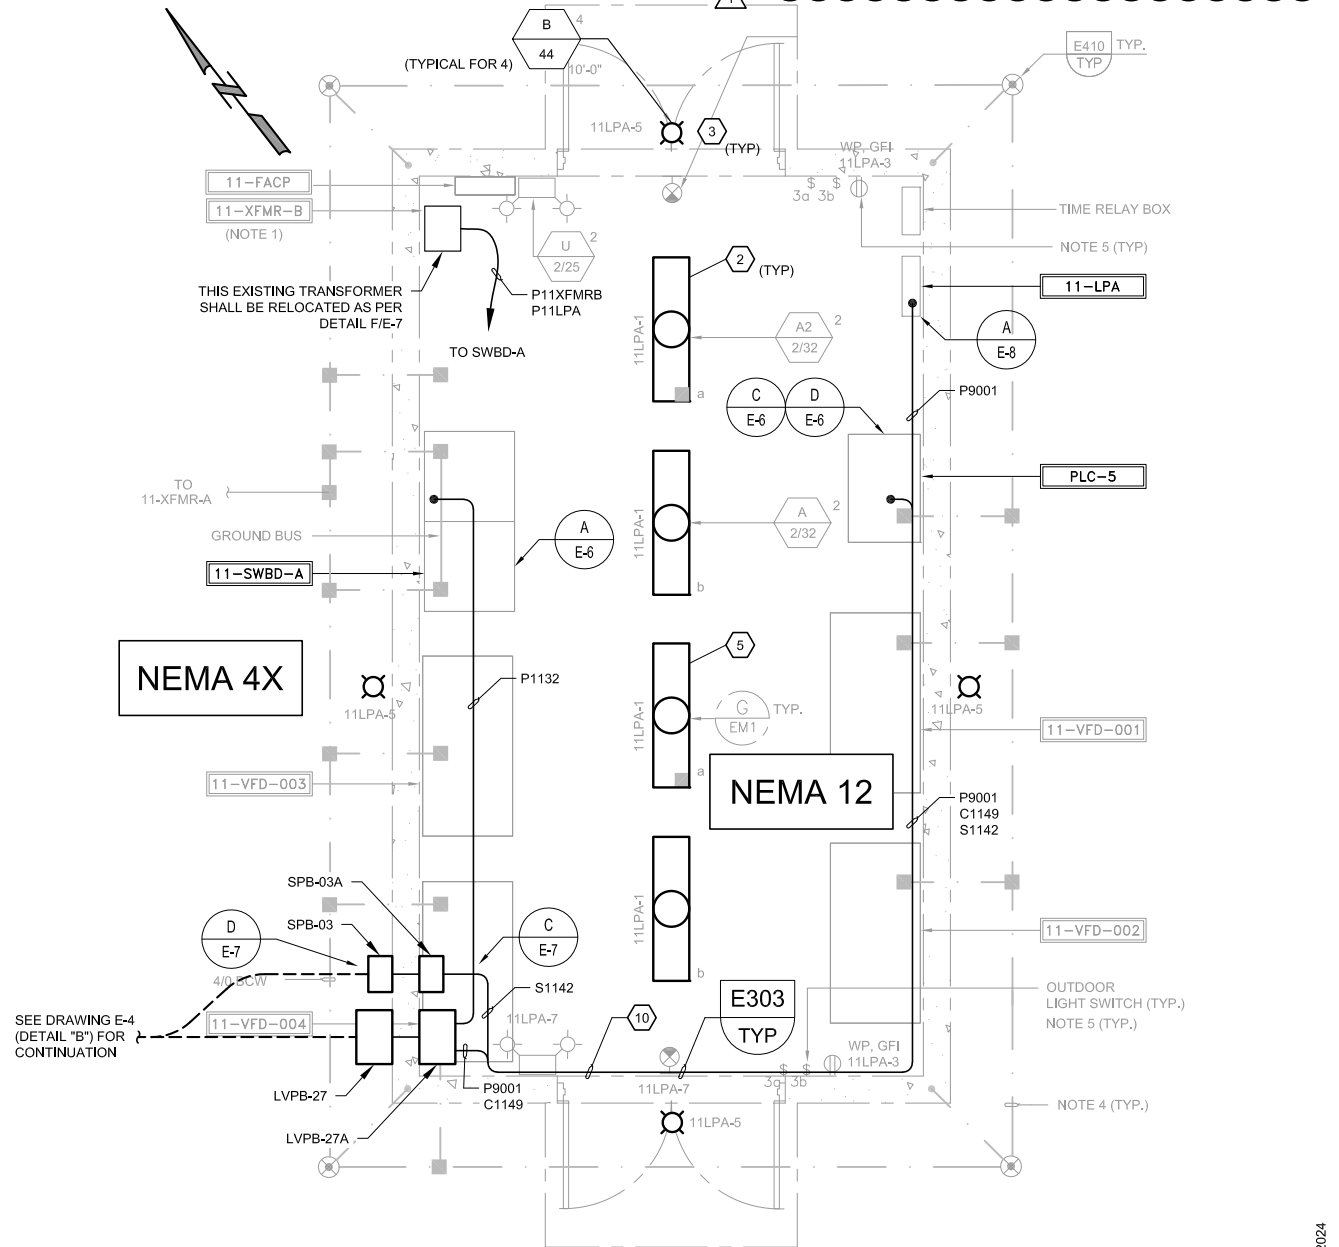 B
44
4
(TYPICAL FOR 4)
10'-0"
E410
TYP
TYP.
11LPA-5
3
(TYP)
WP, GFI
11LPA-3
3a 3b
$ $
11-FACP
11-XFMR-B
(NOTE 1)
U
2/25
2
TIME RELAY BOX
NOTE 5 (TYP)
2
(TYP)
THIS EXISTING TRANSFORMER
SHALL BE RELOCATED AS PER
DETAIL F/E-7
P11XFMRB
P11LPA
TO SWBD-A
11-LPA
A
E-8
11LPA-1
A2
2/32
2
a
C
E-6
D
E-6
P9001
TO
11-XFMR-A
GROUND BUS
11-SWBD-A
A
E-6
11LPA-1
A
2/32
2
b
PLC-5
NEMA 4X
11LPA-5
P1132
5
11LPA-1
G
EM1
TYP.
a
11LPA-5
11-VFD-001
11-VFD-003
NEMA 12
P9001
C1149
S1142
SPB-03A
SPB-03
D
E-7
C
E-7
4/0 BCW
11LPA-1
b
11-VFD-002
S1142
E303
TYP
OUTDOOR
LIGHT SWITCH (TYP.)
NOTE 5 (TYP.)
SEE DRAWING E-4
(DETAIL "B") FOR
CONTINUATION
11-VFD-004
11LPA-7
10
WP, GFI
11LPA-3
$ $
3a 3b
11LPA-7
LVPB-27
P9001
C1149
NOTE 4 (TYP.)
LVPB-27A
11LPA-5
2024